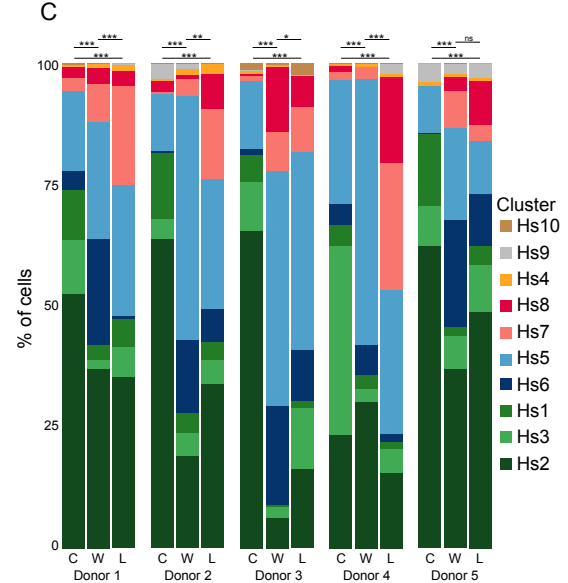 C
*** *** ***
*** ** ***
*** * ***
*** *** ***
*** ns ***
100
75
50
25
0
% of cells
Cluster
Hs10
Hs9
Hs4
Hs8
Hs7
Hs5
Hs6
Hs1
Hs3
Hs2
C W L C W L C W L C W L C W L
Donor 1 Donor 2 Donor 3 Donor 4 Donor 5